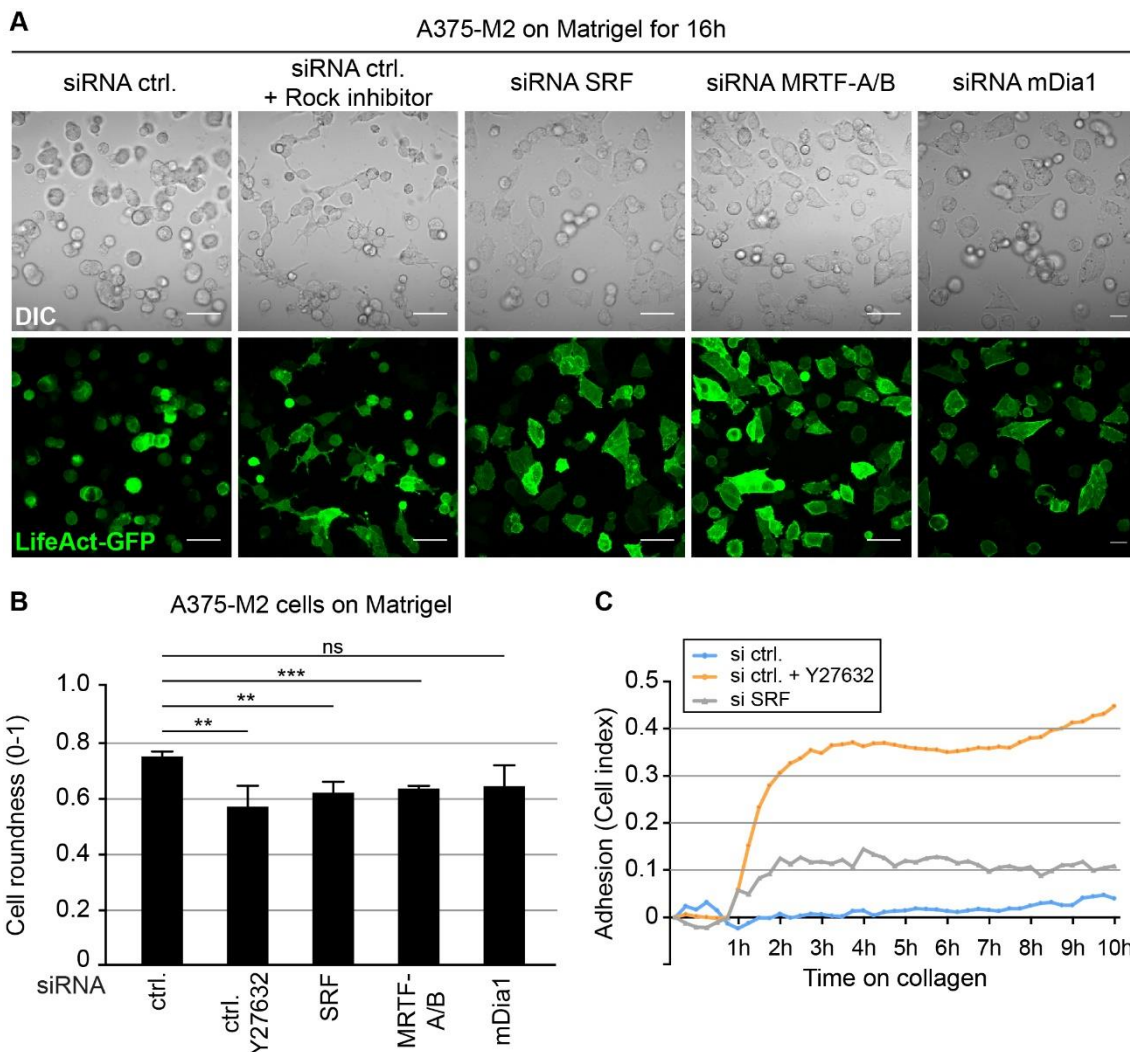 A
A375-M2 on Matrigel for 16h
siRNA ctrl.
siRNA ctrl.
+ Rock inhibitor
siRNA SRF
siRNA MRTF-A/B
siRNA mDia1
DIC
LifeAct-GFP
B
A375-M2 cells on Matrigel
ns
***
**
**
1.0
0.8
0.6
0.4
0.2
0
Cell roundness (0-1)
siRNA
ctrl.
ctrl.
Y27632
SRF
MRTF-
A/B
mDia1
C
si ctrl.
si ctrl. + Y27632
si SRF
0.5
0.4
0.3
0.2
0.1
0
Adhesion (Cell index)
1h 2h 3h 4h 5h 6h 7h 8h 9h 10h
Time on collagen